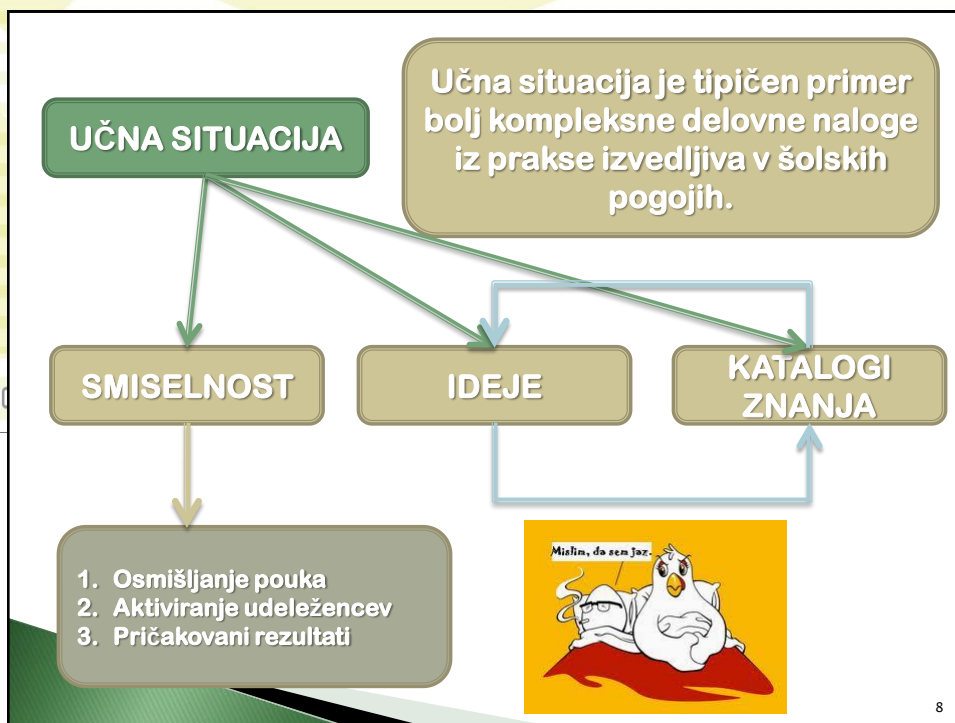 UČNA SITUACIJA
Učna situacija je tipičen primer
bolj kompleksne delovne naloge
iz prakse izvedljiva v šolskih
pogojih.
SMISELNOST
IDEJE
KATALOGI
ZNANJA
1. Osmišljanje pouka
2. Aktiviranje udeležencev
3. Pričakovani rezultati
Mislim, da sem jaz.
8